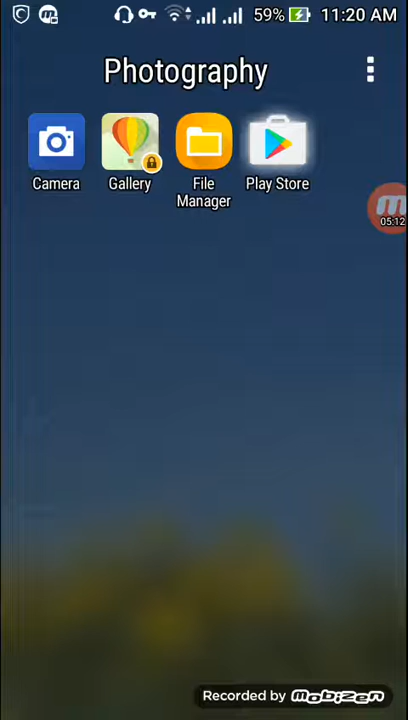 59% 11:20 AM
Photography
Camera
Gallery
File
Manager
Play Store
05:12
Recorded by mobizen